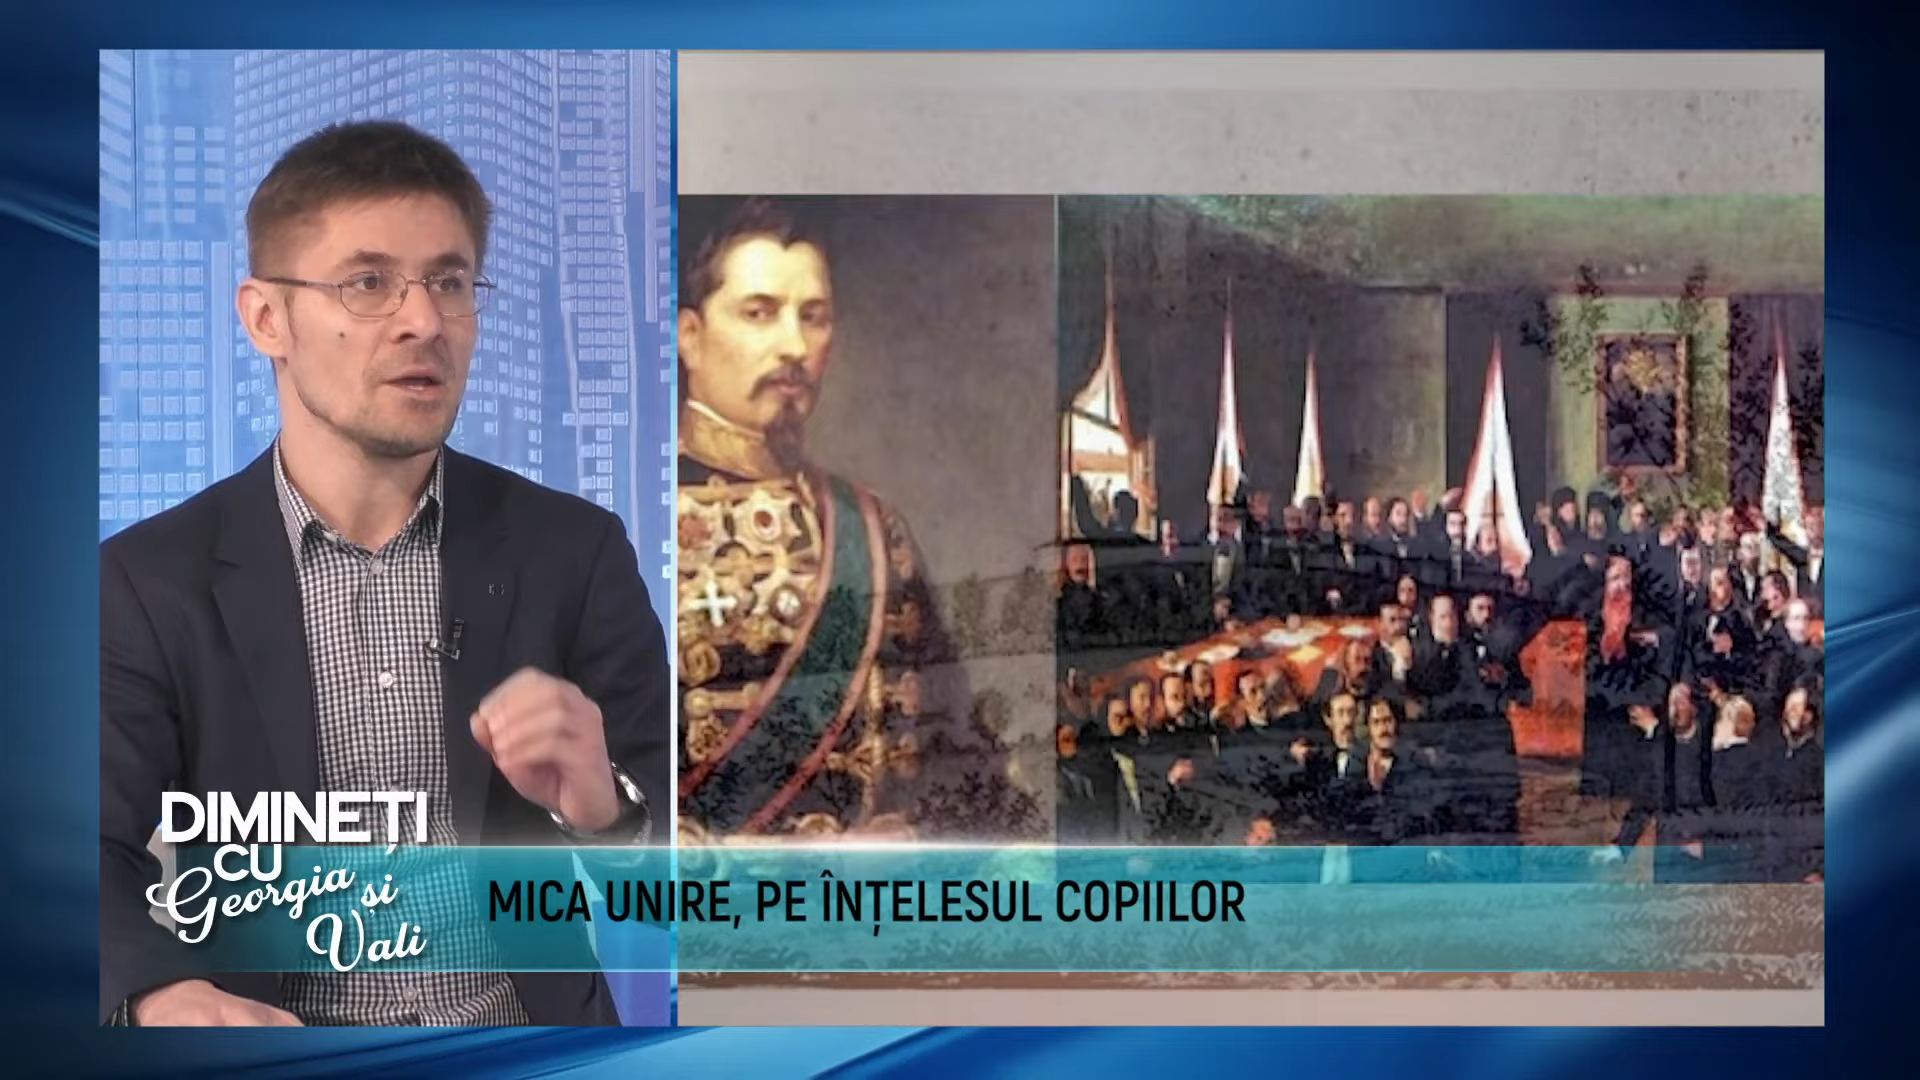 DIMINEȚI
CU
Georgia și
Vali
MICA UNIRE, PE ÎNȚELESUL COPIILOR